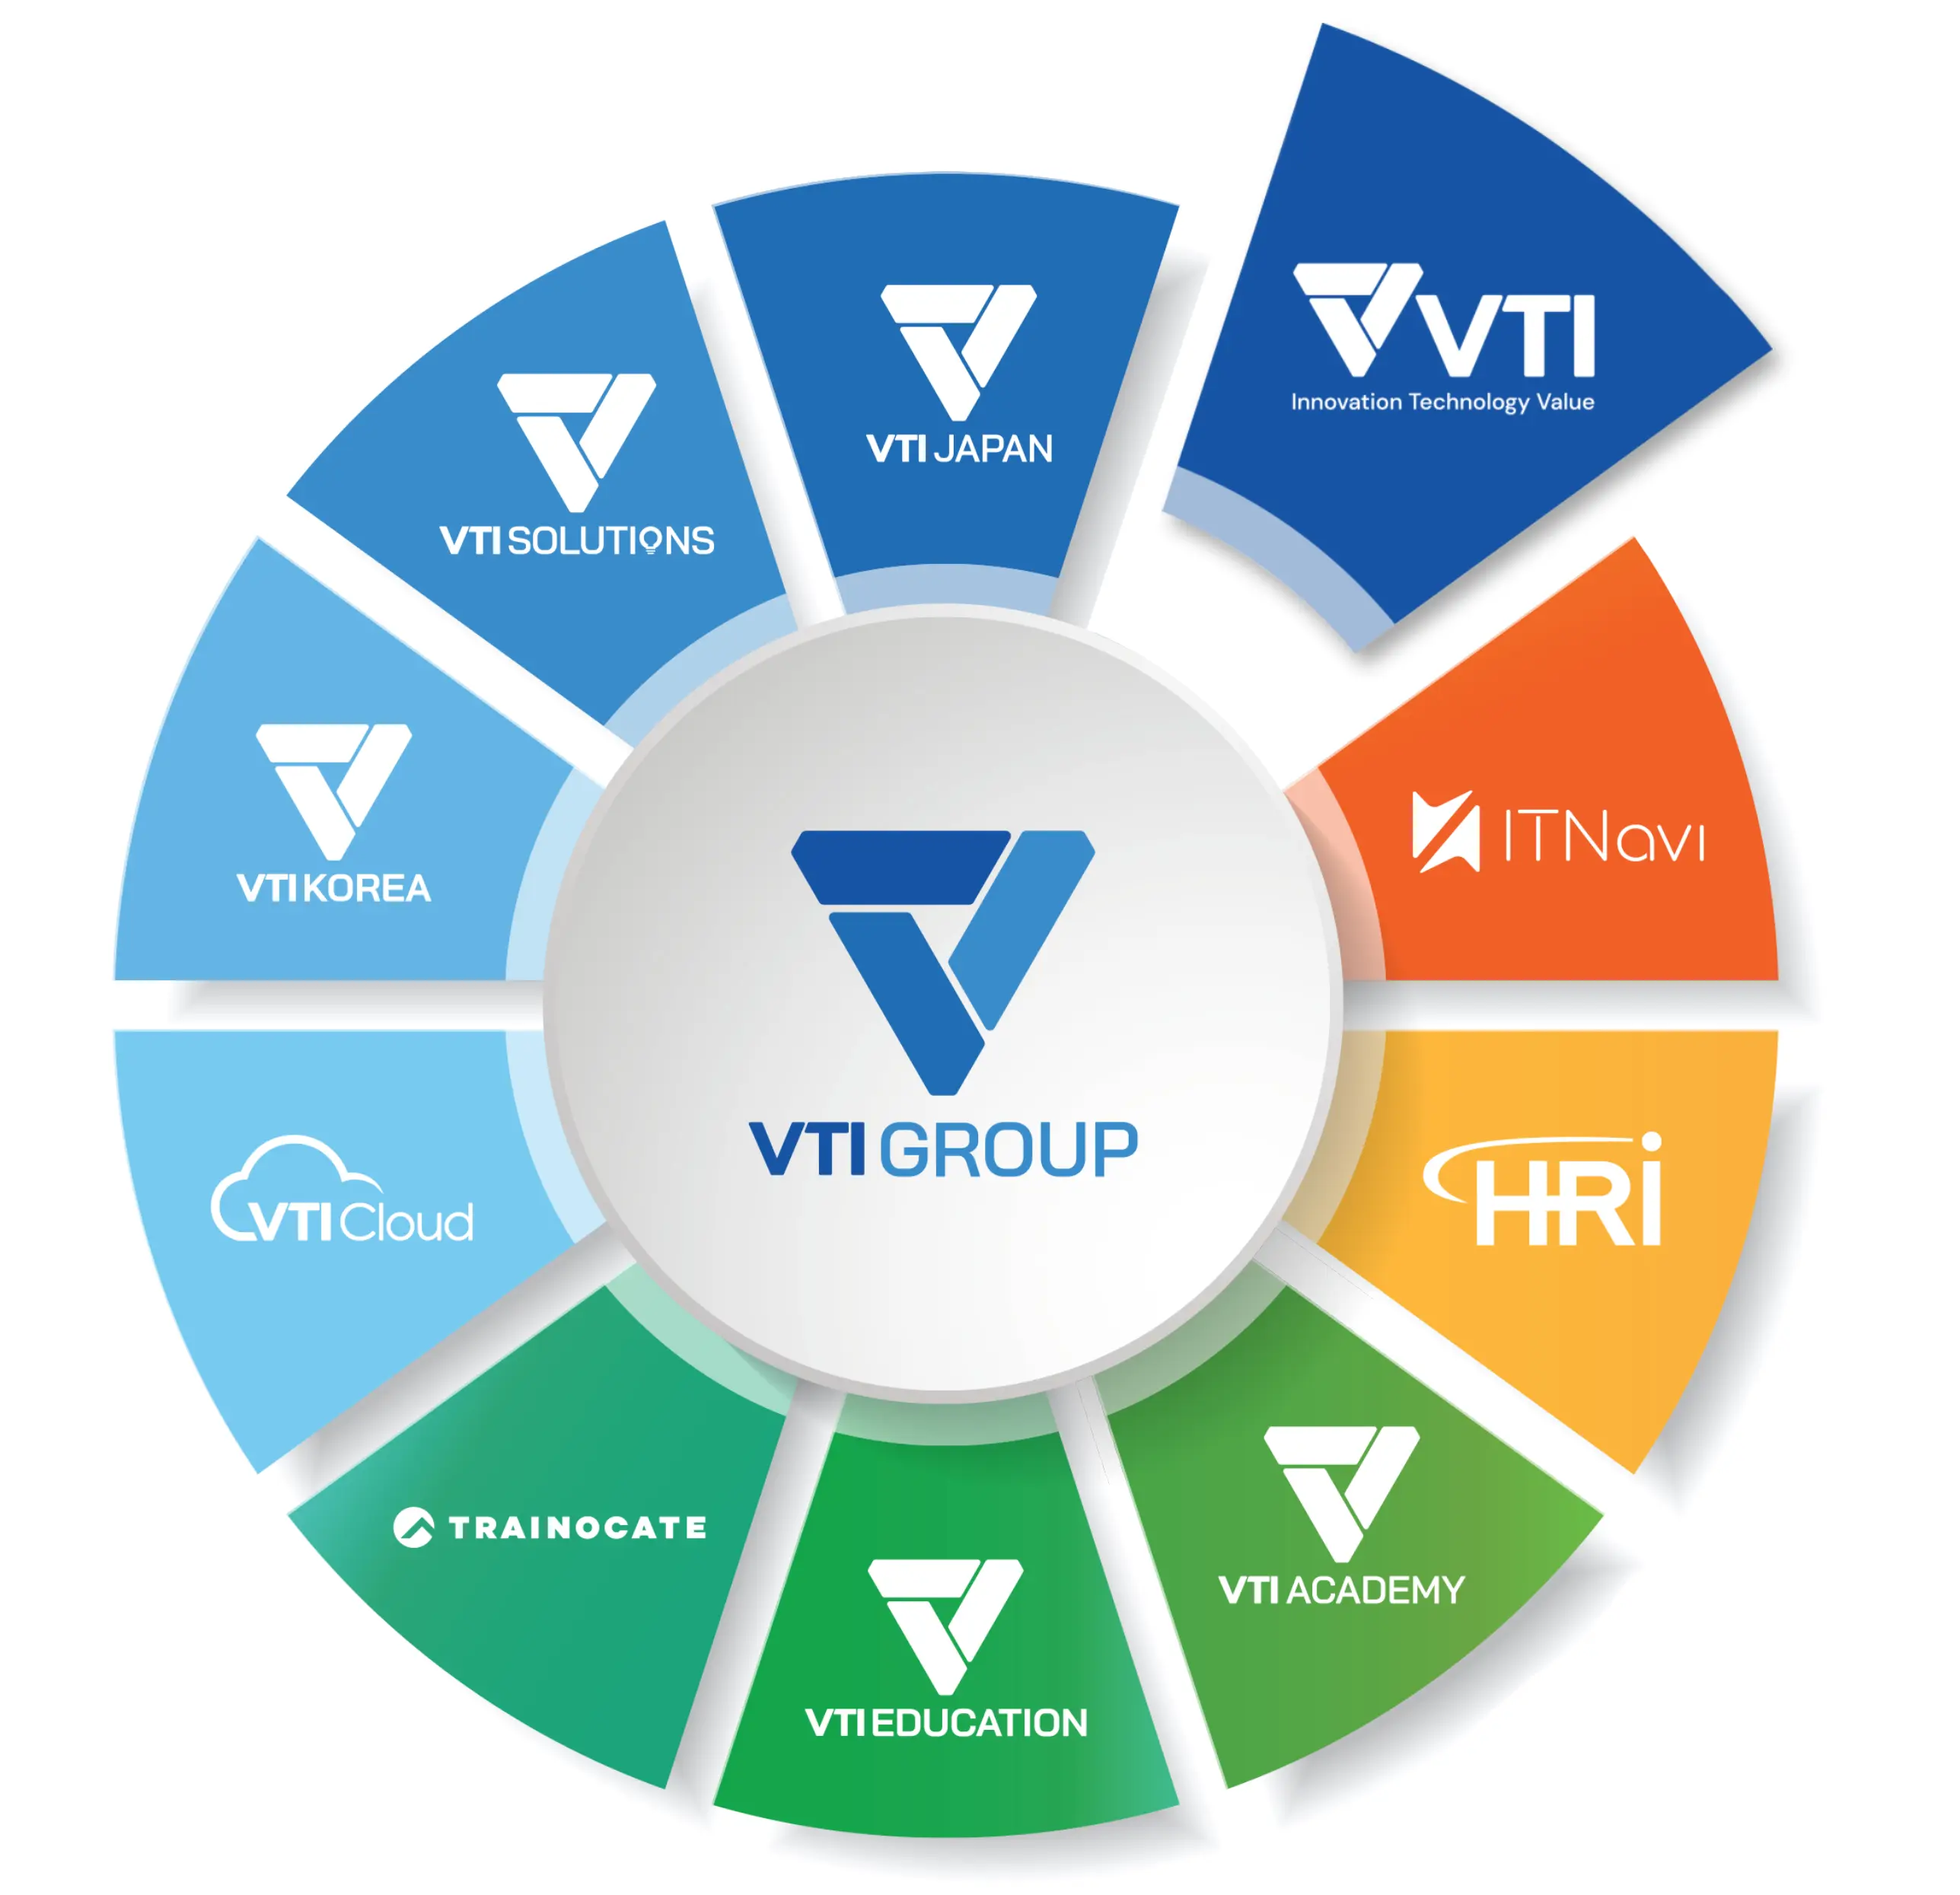 VTI
Innovation Technology Value
VTI JAPAN
VTI SOLUTIONS
VTI KOREA
ITNavi
VTI GROUP
HRI
VTI Cloud
TRAINOCATE
VTI ACADEMY
VTI EDUCATION